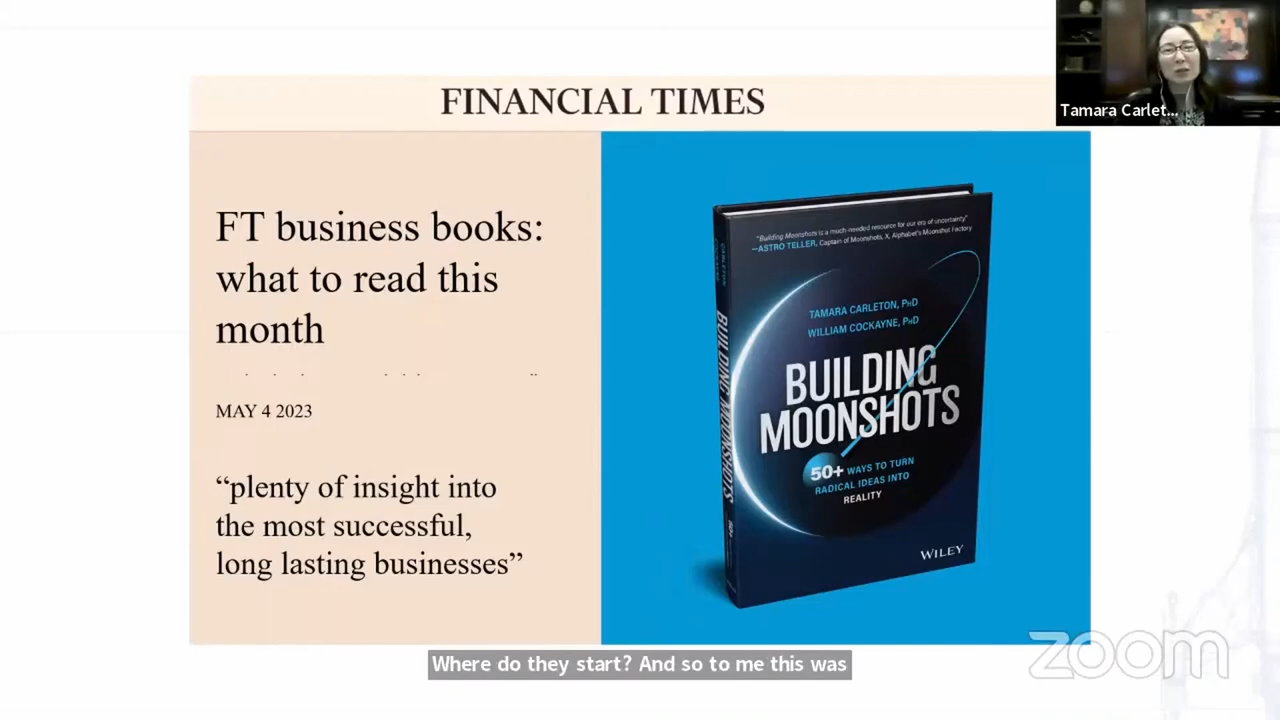 FINANCIAL TIMES
Tamara Carlet...
FT business books:
what to read this
month
MAY 4 2023
“plenty of insight into
the most successful,
long lasting businesses”
"Building Moonshots is a much-needed resource for our era of uncertainty"
—ASTRO TELLER, Captain of Moonshots, X, Alphabet's Moonshot Factory
TAMARA CARLETON, PHD
WILLIAM COCKAYNE, PHD
BUILDING
MOONSHOTS
50+ WAYS TO TURN
RADICAL IDEAS INTO
REALITY
WILEY
CARLETON
COCKAYNE
BUILDING MOONSHOTS
50+
Where do they start? And so to me this was
zoom